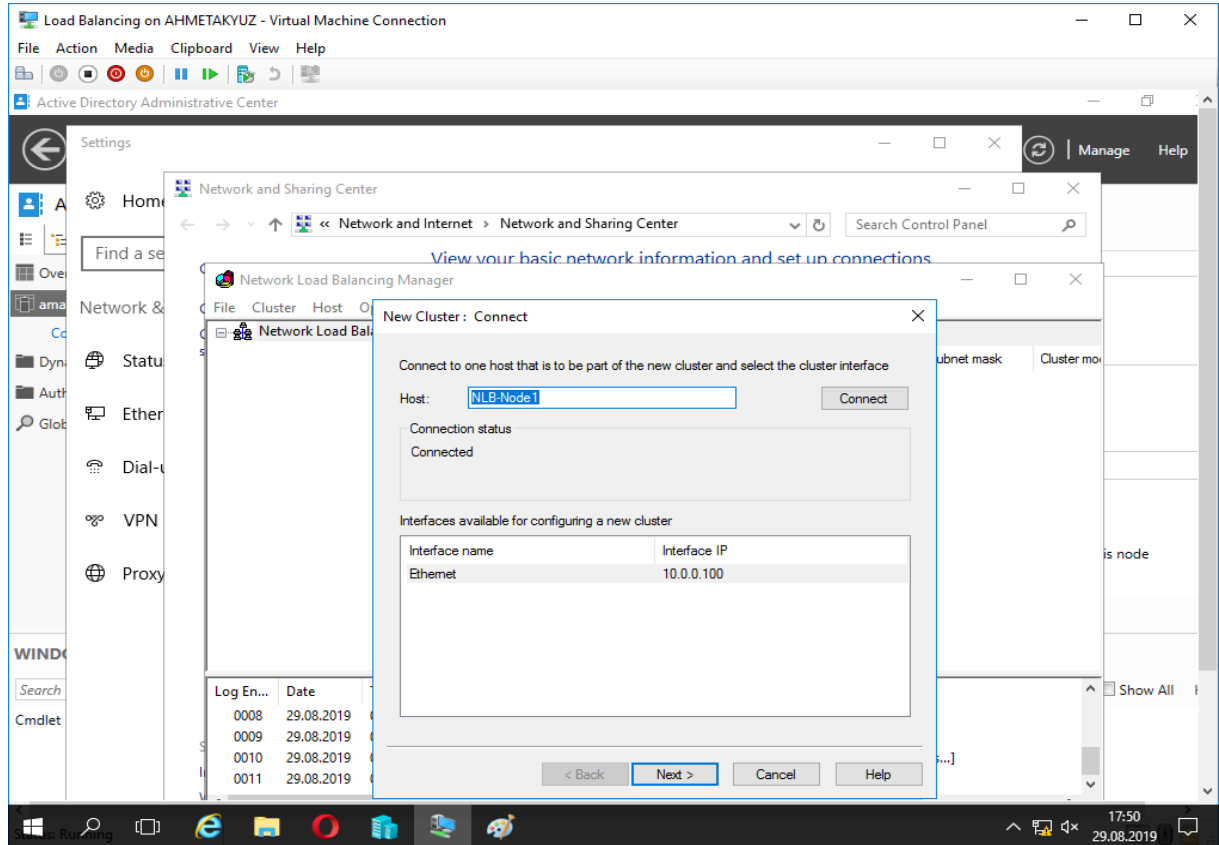 Load Balancing on AHMETAKYUZ - Virtual Machine Connection
File Action Media Clipboard View Help
Active Directory Administrative Center
Settings
Manage Help
Network and Sharing Center
A
Home
« Network and Internet › Network and Sharing Center
Search Control Panel
Find a se
View your basic network information and set up connections
Over
Network Load Balancing Manager
ama
Network &
File Cluster Host
New Cluster : Connect
Network Load Bala
Co
Dyna
Statu
Connect to one host that is to be part of the new cluster and select the cluster interface
ubnet mask
Cluster mo
Auth
Host:
NLB-Node1
Connect
Ether
Glob
Connection status
Connected
Dial-u
Interfaces available for configuring a new cluster
VPN
Interface name
Interface IP
is node
Ethernet
10.0.0.100
Proxy
WINDO
Search
Log En...
Date
Show All
Cmdlet
0008 29.08.2019
0009 29.08.2019
0010 29.08.2019
...]
0011 29.08.2019
< Back
Next >
Cancel
Help
Status: Running
17:50
29.08.2019